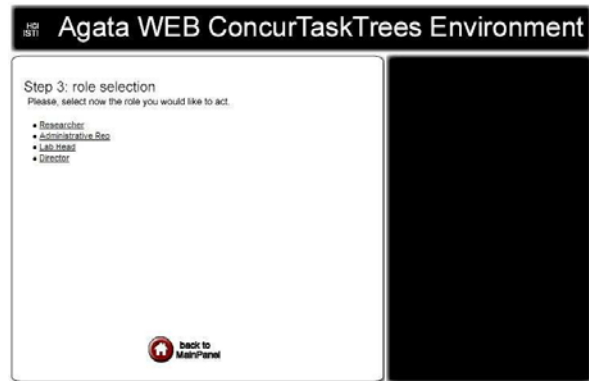 HCI
ISTI
Agata WEB ConcurTaskTrees Environment
Step 3: role selection
Please, select now the role you would like to act.
• Researcher
• Administrative Rep
• Lab Head
• Director
back to
MainPanel